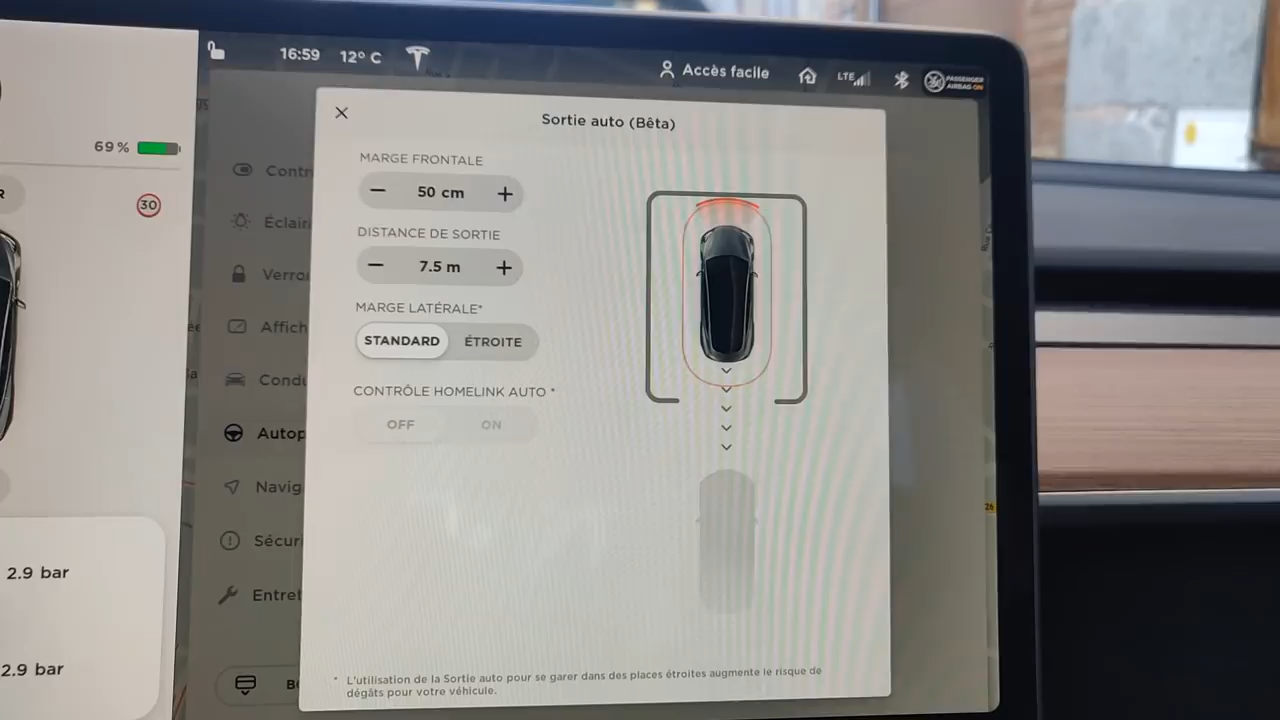 16:59 12° C Accès facile LTE PASSENGER
AIRBAG ON
69 %
30
Sortie auto (Bêta)
MARGE FRONTALE
− 50 cm +
DISTANCE DE SORTIE
− 7.5 m +
MARGE LATÉRALE*
STANDARD ÉTROITE
CONTRÔLE HOMELINK AUTO *
OFF ON
* L'utilisation de la Sortie auto pour se garer dans des places étroites augmente le risque de
dégâts pour votre véhicule.
Contr
Éclair
Verro
Affich
Condu
Autop
Navig
Sécuri
Entret
2.9 bar
2.9 bar
26